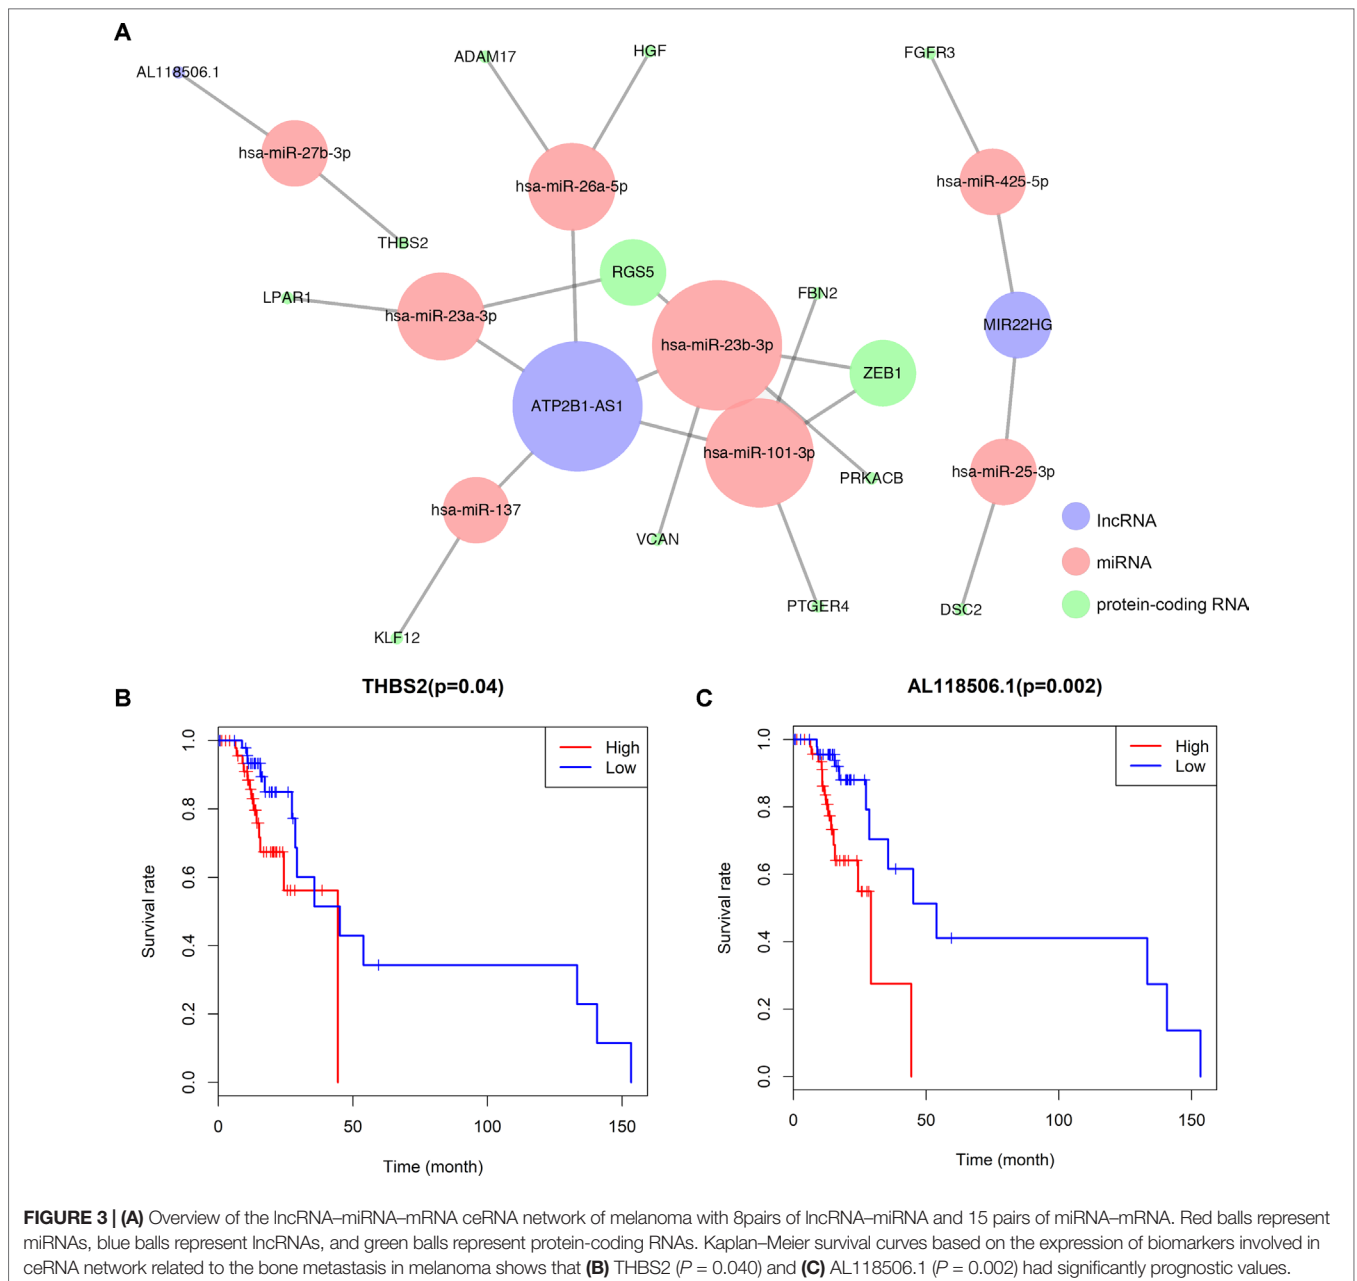 A
AL118506.1
ADAM17
HGF
FGFR3
hsa-miR-27b-3p
hsa-miR-26a-5p
hsa-miR-425-5p
THBS2
RGS5
LPAR1
FBN2
hsa-miR-23a-3p
MIR22HG
hsa-miR-23b-3p
ZEB1
ATP2B1-AS1
hsa-miR-101-3p
hsa-miR-25-3p
PRKACB
hsa-miR-137
lncRNA
VCAN
miRNA
PTGER4
DSC2
protein-coding RNA
KLF12
B
THBS2(p=0.04)
High
Low
Survival rate
1.0
0.8
0.6
0.4
0.2
0.0
0 50 100 150
Time (month)
C
AL118506.1(p=0.002)
High
Low
Survival rate
1.0
0.8
0.6
0.4
0.2
0.0
0 50 100 150
Time (month)
FIGURE 3 | (A) Overview of the lncRNA–miRNA–mRNA ceRNA network of melanoma with 8pairs of lncRNA–miRNA and 15 pairs of miRNA–mRNA. Red balls represent
miRNAs, blue balls represent lncRNAs, and green balls represent protein-coding RNAs. Kaplan–Meier survival curves based on the expression of biomarkers involved in
ceRNA network related to the bone metastasis in melanoma shows that (B) THBS2 (P = 0.040) and (C) AL118506.1 (P = 0.002) had significantly prognostic values.